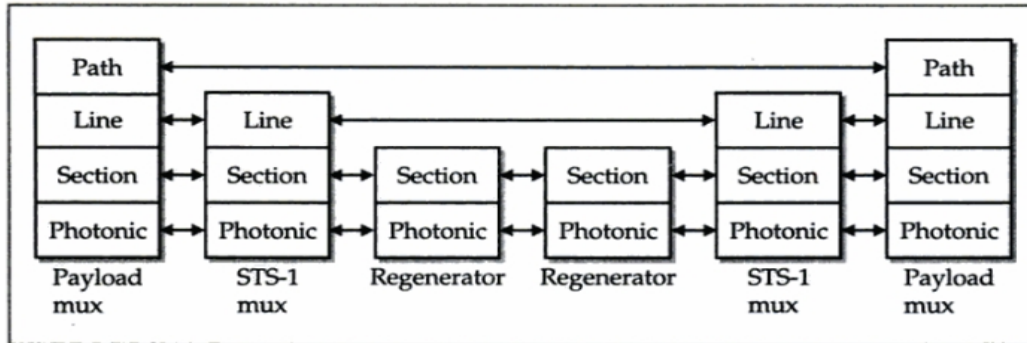 Path Path
Line Line Line Line
Section Section Section Section Section Section
Photonic Photonic Photonic Photonic Photonic Photonic
Payload STS-1 Regenerator Regenerator STS-1 Payload
mux mux mux mux